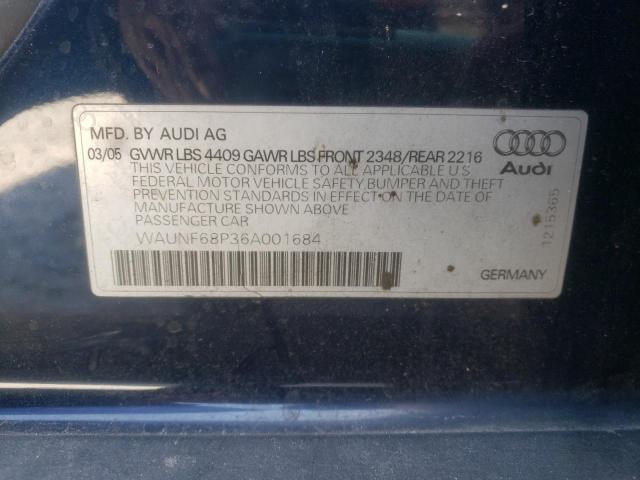 MFD. BY AUDI AG
03/05 GVWR LBS 4409 GAWR LBS FRONT 2348/REAR 2216
THIS VEHICLE CONFORMS TO ALL APPLICABLE U S
FEDERAL MOTOR VEHICLE SAFETY, BUMPER AND THEFT
PREVENTION STANDARDS IN EFFECT ON THE DATE OF
MANUFACTURE SHOWN ABOVE
PASSENGER CAR
WAUNF68P36A001684
Audi
1215365
GERMANY